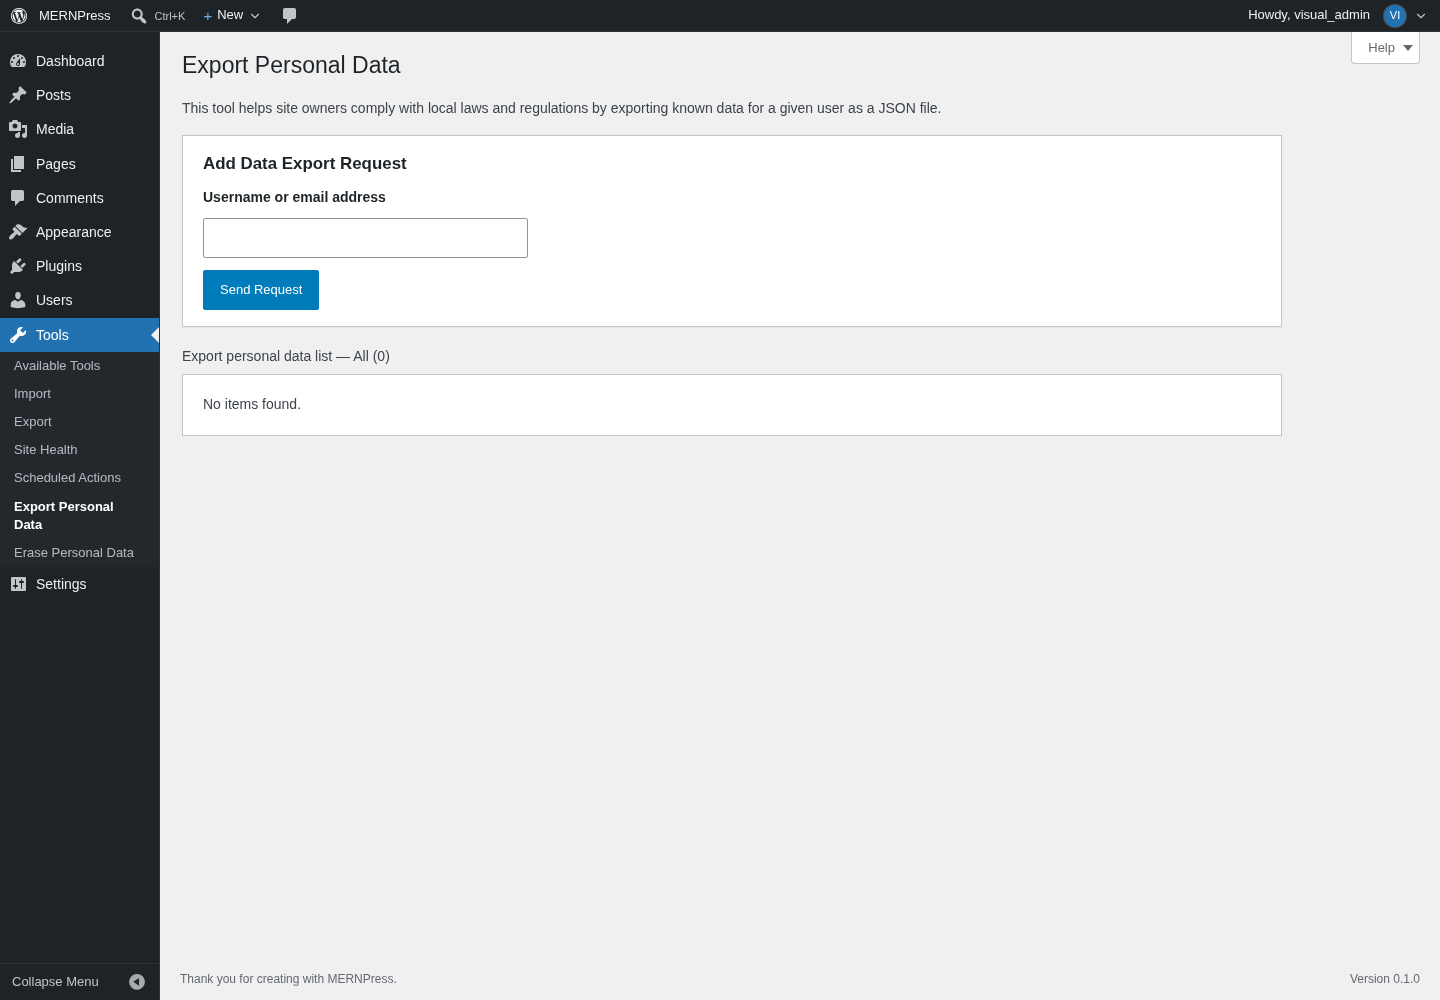 MERNPress
Ctrl+K
+ New
Howdy, visual_admin
VI
Help
Dashboard
Posts
Media
Pages
Comments
Appearance
Plugins
Users
Tools
Available Tools
Import
Export
Site Health
Scheduled Actions
Export Personal
Data
Erase Personal Data
Settings
Collapse Menu
Export Personal Data
This tool helps site owners comply with local laws and regulations by exporting known data for a given user as a JSON file.
Add Data Export Request
Username or email address
Send Request
Export personal data list — All (0)
No items found.
Thank you for creating with MERNPress.
Version 0.1.0